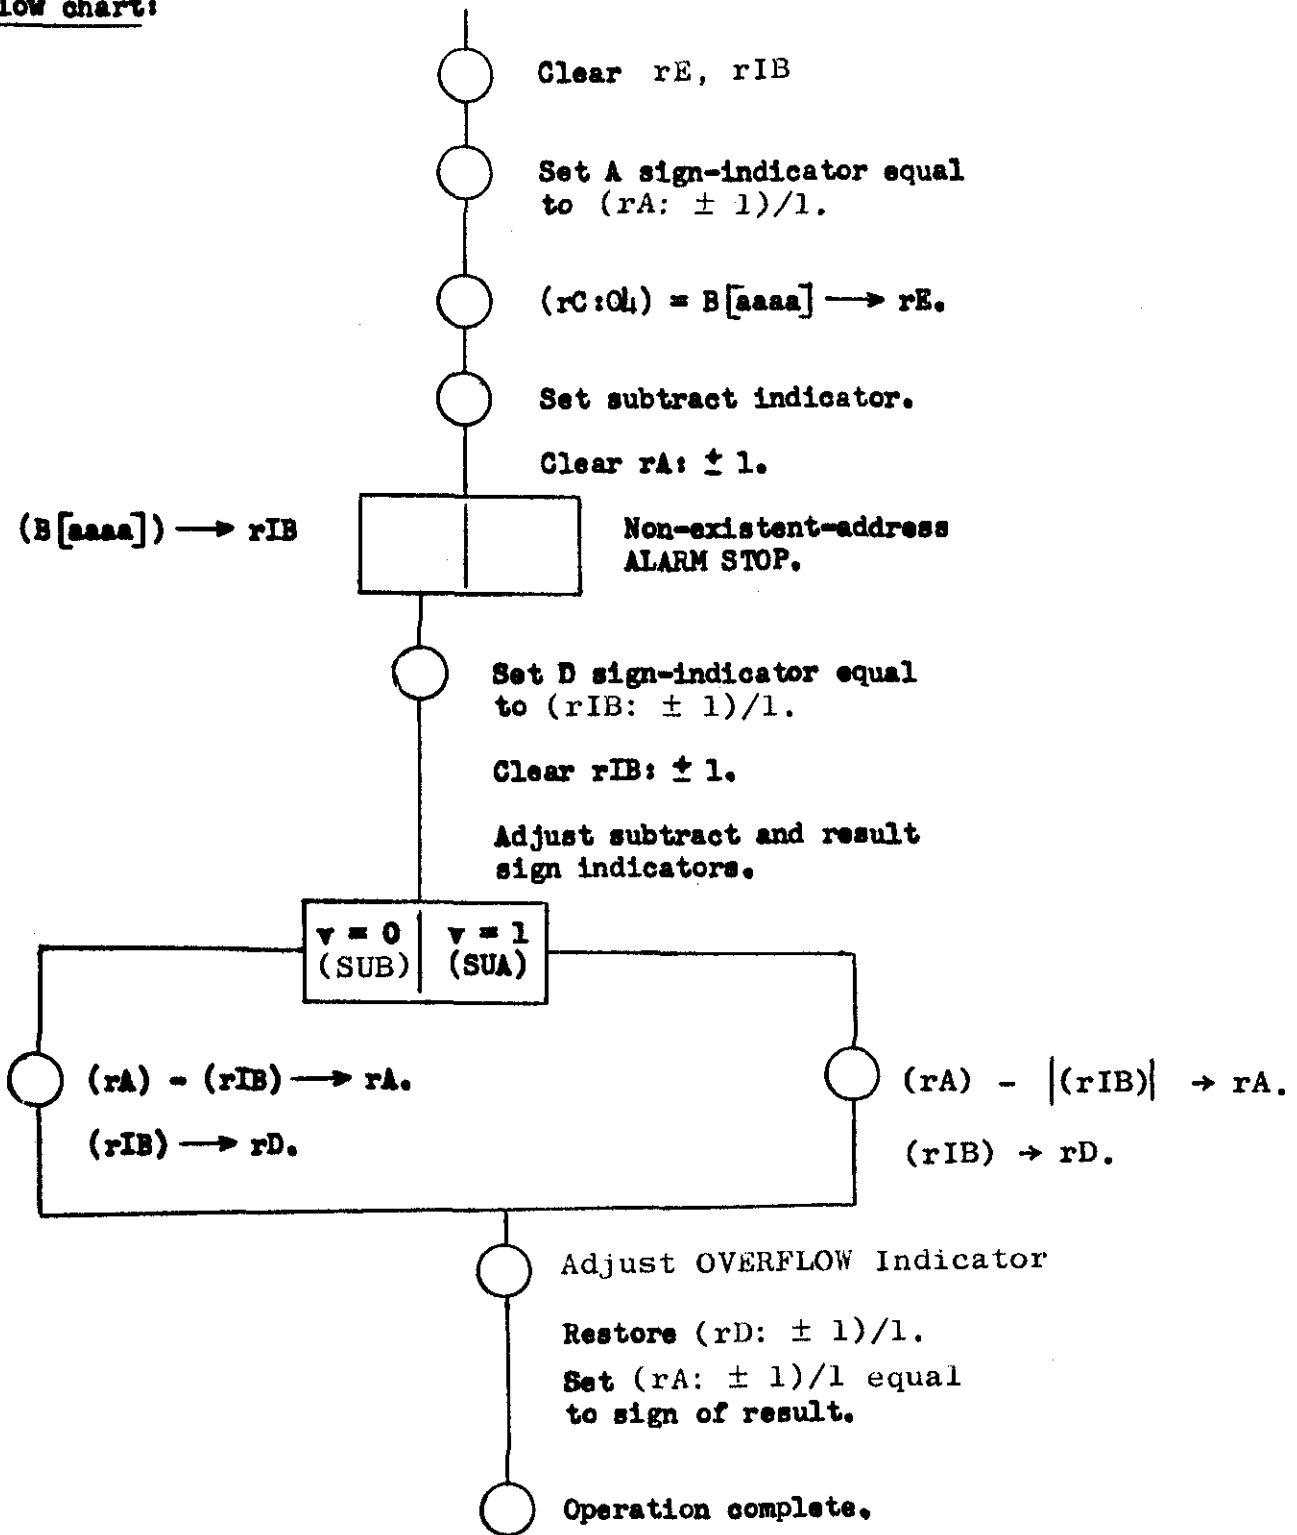 low chart:
Clear rE, rIB
Set A sign-indicator equal
to (rA: ± 1)/1.
(rC:04) = B[aaaa] → rE.
Set subtract indicator.
Clear rA: ± 1.
(B[aaaa]) → rIB
Non-existent-address
ALARM STOP.
Set D sign-indicator equal
to (rIB: ± 1)/1.
Clear rIB: ± 1.
Adjust subtract and result
sign indicators.
v = 0
(SUB)
v = 1
(SUA)
(rA) - (rIB) → rA.
(rIB) → rD.
(rA) - |(rIB)| → rA.
(rIB) → rD.
Adjust OVERFLOW Indicator
Restore (rD: ± 1)/1.
Set (rA: ± 1)/1 equal
to sign of result.
Operation complete.